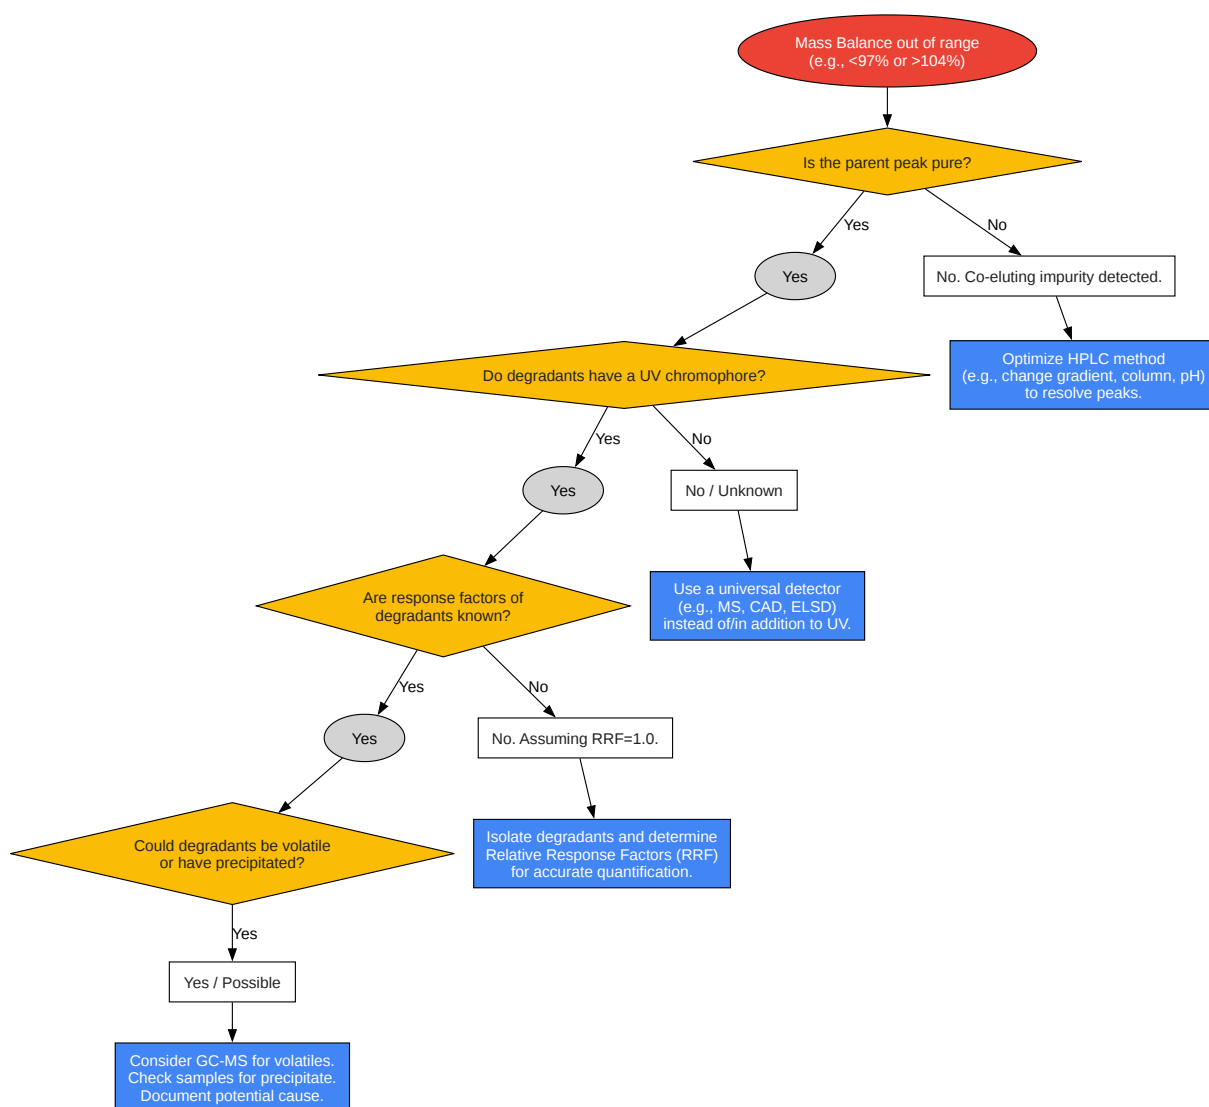 Mass Balance out of range
(e.g., <97% or >104%)
Is the parent peak pure?
Yes
No
Yes
No. Co-eluting impurity detected.
Optimize HPLC method
(e.g., change gradient, column, pH)
to resolve peaks.
Do degradants have a UV chromophore?
Yes
No
Yes
No / Unknown
Use a universal detector
(e.g., MS, CAD, ELSD)
instead of/in addition to UV.
Are response factors of
degradants known?
Yes
No
Yes
No. Assuming RRF=1.0.
Isolate degradants and determine
Relative Response Factors (RRF)
for accurate quantification.
Could degradants be volatile
or have precipitated?
Yes
Yes / Possible
Consider GC-MS for volatiles.
Check samples for precipitate.
Document potential cause.